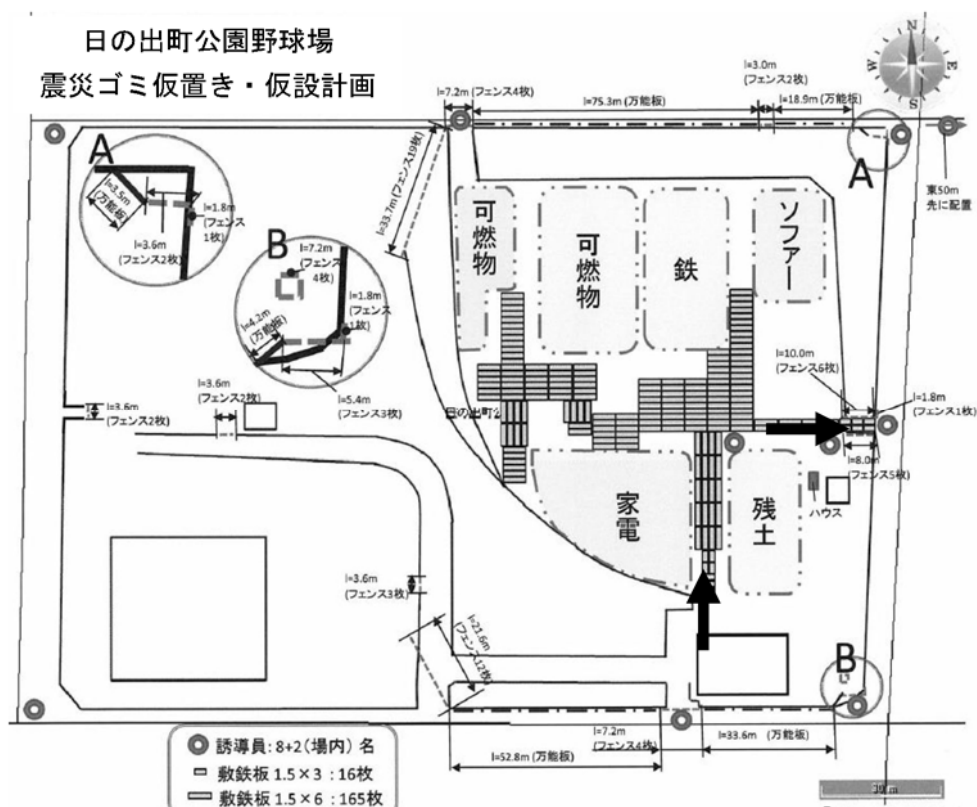 日の出町公園野球場
震災ゴミ仮置き・仮設計画
N
W
E
S
l=7.2m (フェンス4枚)
l=75.3m (万能板)
l=3.0m
(フェンス2枚)
l=18.9m (万能板)
A
l=3.5m
(万能板)
l=1.8m
(フェンス
1枚)
l=3.6m
(フェンス2枚)
B
l=7.2m
(フェンス
4枚)
l=1.8m
(フェンス
1枚)
l=4.2m
(万能板)
l=5.4m
(フェンス3枚)
l=33.7m (フェンス19枚)
A
東50m
先に配置
可燃物
可燃物
鉄
ソファー
l=3.6m
(フェンス2枚)
l=3.6m
(フェンス2枚)
日の出町公
l=10.0m
(フェンス6枚)
l=1.8m
(フェンス1枚)
l=8.0m
(フェンス5枚)
ハウス
家電
残土
l=3.6m
(フェンス3枚)
l=21.6m
(フェンス12枚)
B
l=52.8m (万能板)
l=7.2m
(フェンス4枚)
l=33.6m (万能板)
誘導員:8+2(場内) 名
敷鉄板 1.5×3 : 16枚
敷鉄板 1.5×6 : 165枚